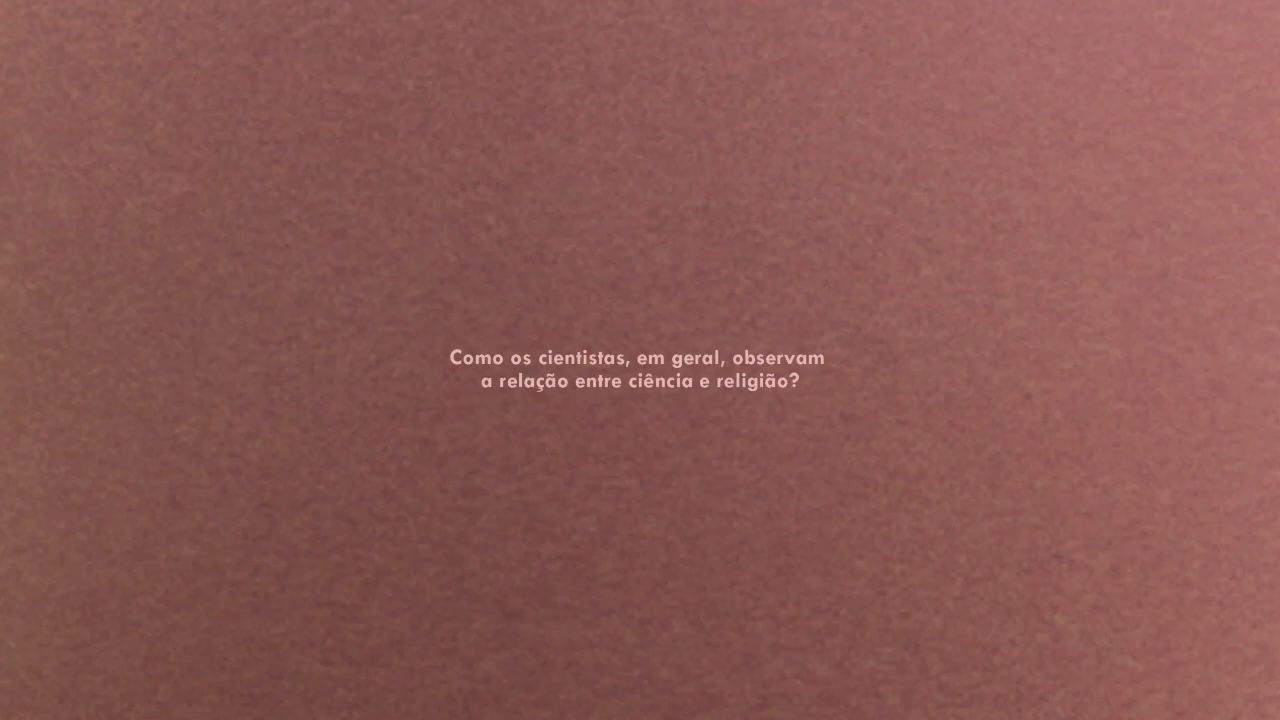 Como os cientistas, em geral, observam
a relação entre ciência e religião?